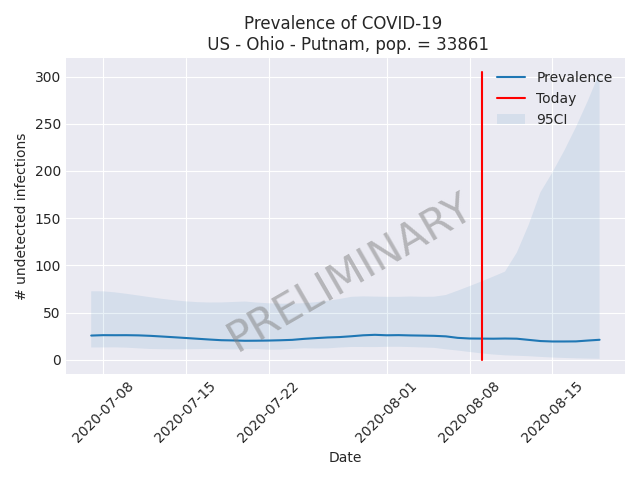 Prevalence of COVID-19
US - Ohio - Putnam, pop. = 33861
300
250
200
150
100
50
0
# undetected infections
Prevalence
Today
95CI
PRELIMINARY
2020-07-08
2020-07-15
2020-07-22
2020-08-01
2020-08-08
2020-08-15
Date